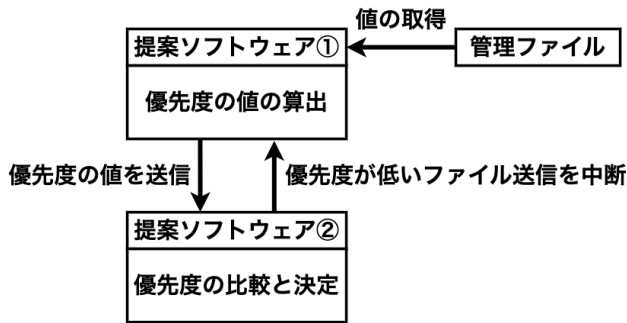 値の取得
提案ソフトウェア①
管理ファイル
優先度の値の算出
優先度の値を送信
優先度が低いファイル送信を中断
提案ソフトウェア②
優先度の比較と決定